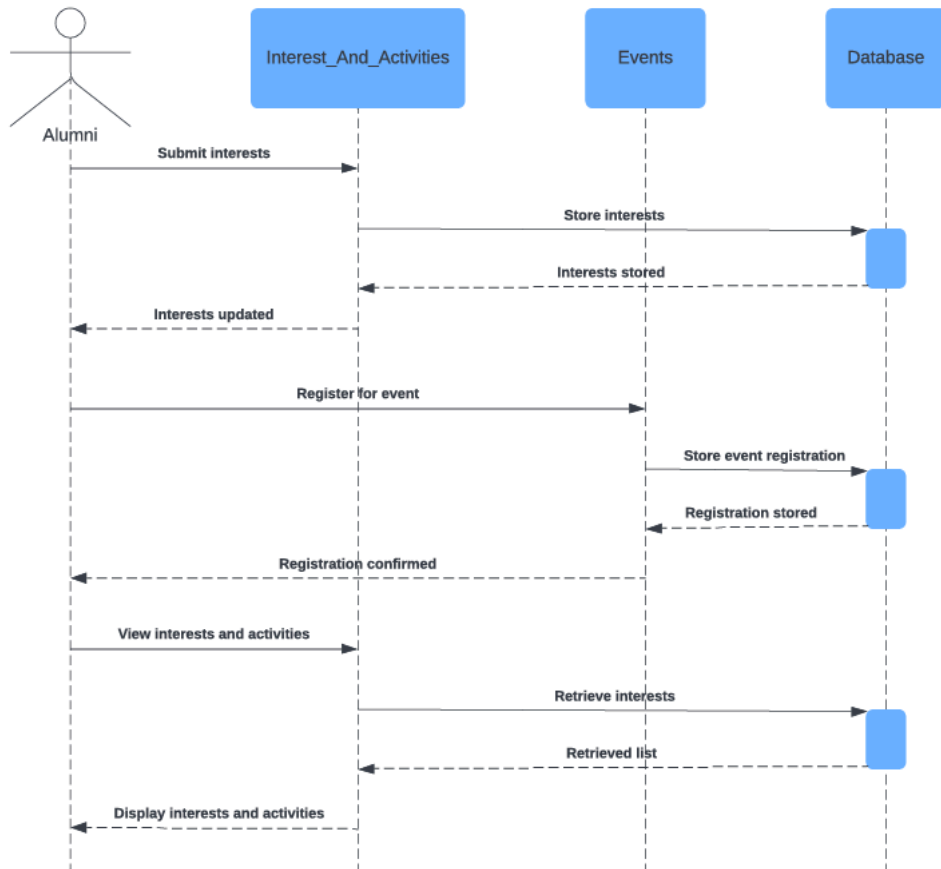 Interest_And_Activities
Events
Database
Alumni
Submit interests
Store interests
Interests stored
Interests updated
Register for event
Store event registration
Registration stored
Registration confirmed
View interests and activities
Retrieve interests
Retrieved list
Display interests and activities